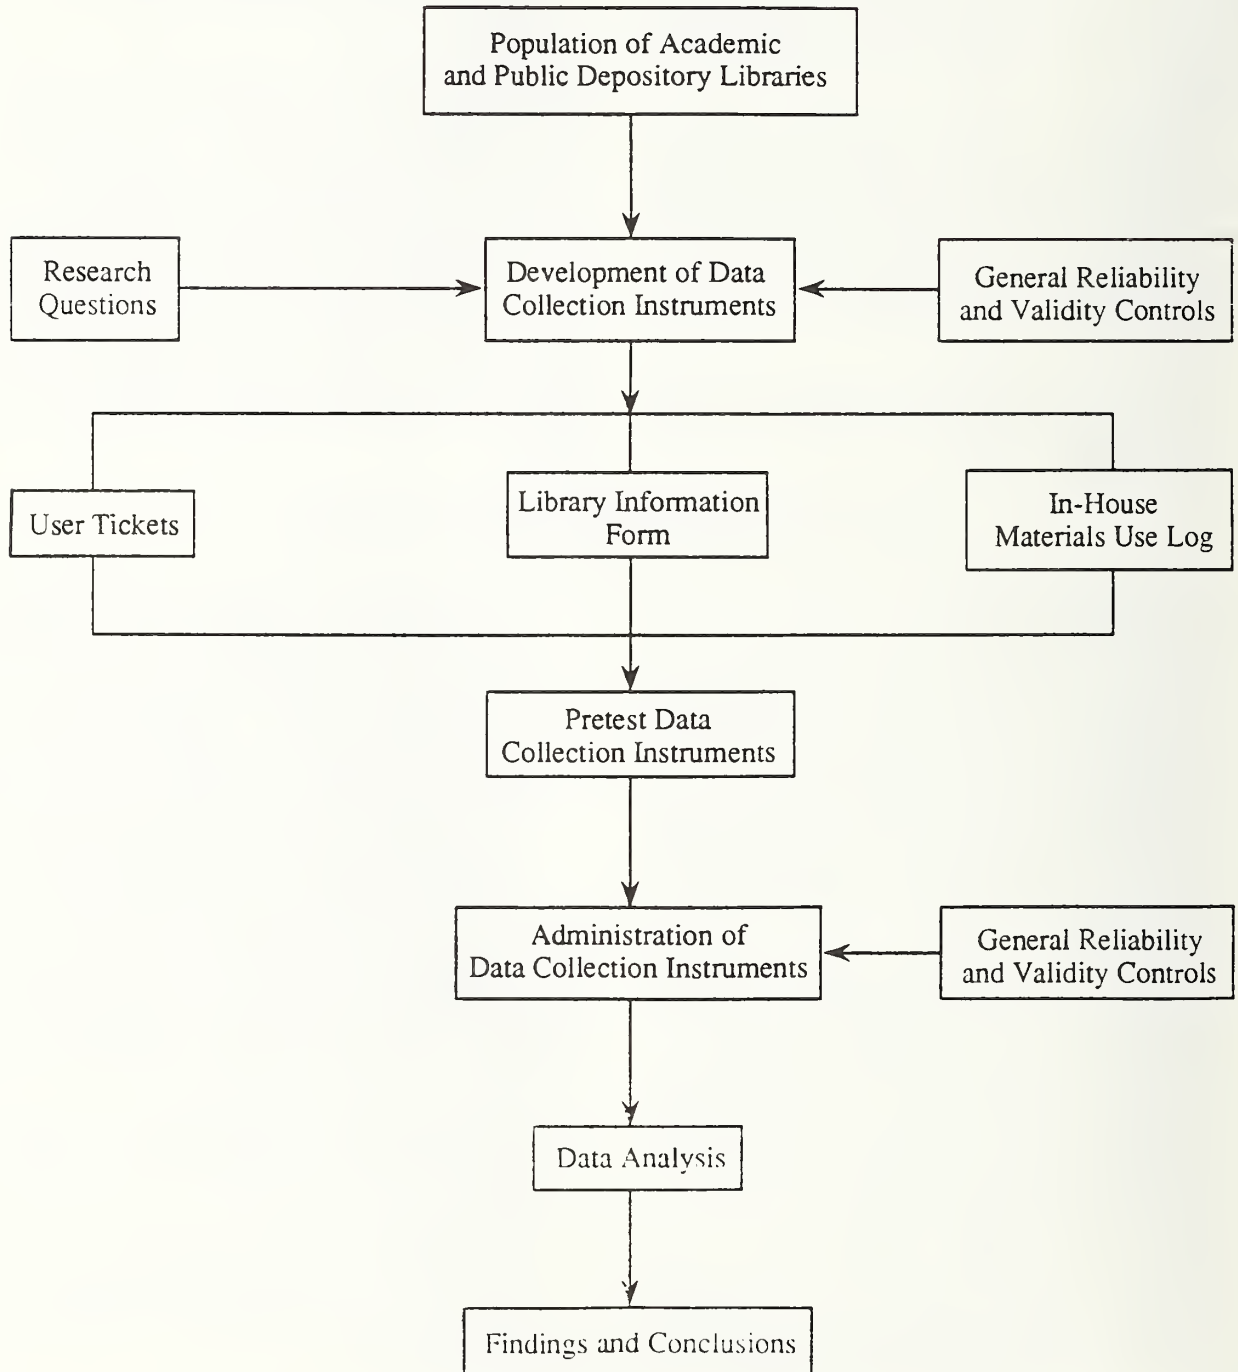 Population of Academic
and Public Depository Libraries
Research
Questions
Development of Data
Collection Instruments
General Reliability
and Validity Controls
User Tickets
Library Information
Form
In-House
Materials Use Log
Pretest Data
Collection Instruments
Administration of
Data Collection Instruments
General Reliability
and Validity Controls
Data Analysis
Findings and Conclusions